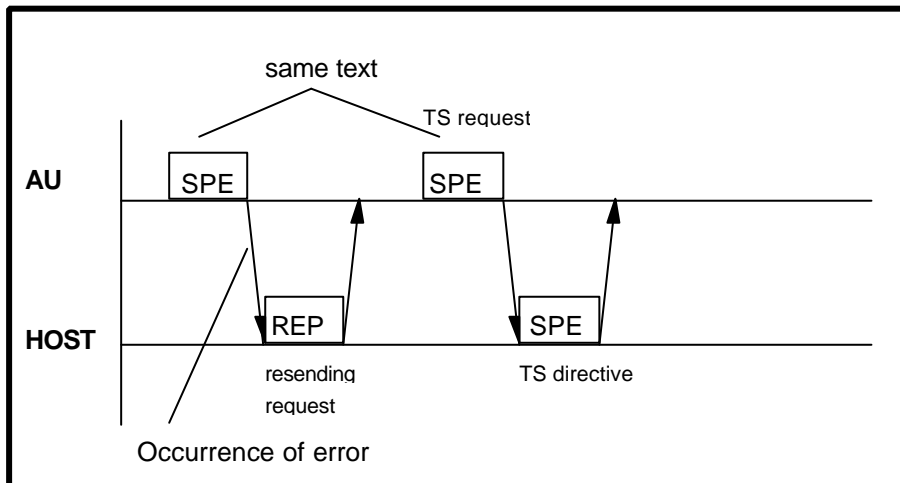 same text
TS request
AU
SPE
SPE
HOST
REP
SPE
resending
request
TS directive
Occurrence of error